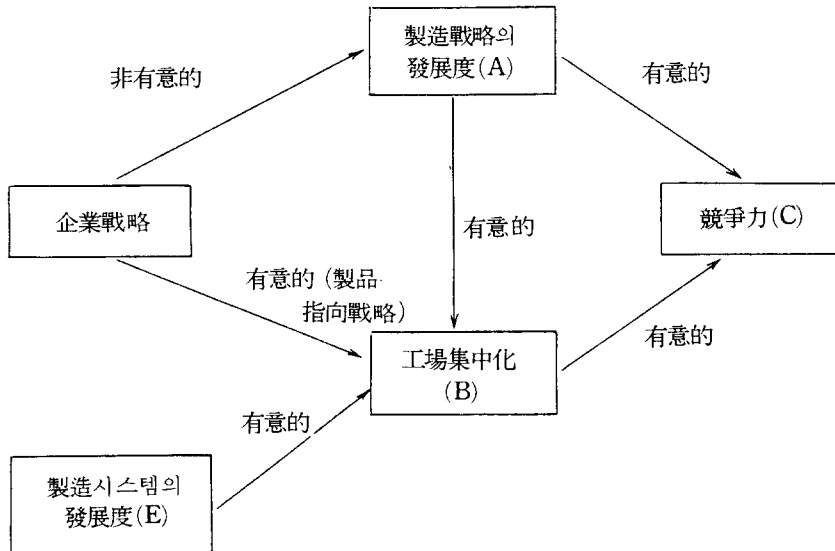 製造戰略의
發展度(A)
非有意的
有意的
企業戰略
有意的
競爭力(C)
有意的 (製品
指向戰略)
工場集中化
(B)
有意的
有意的
製造시스템의
發展度(E)